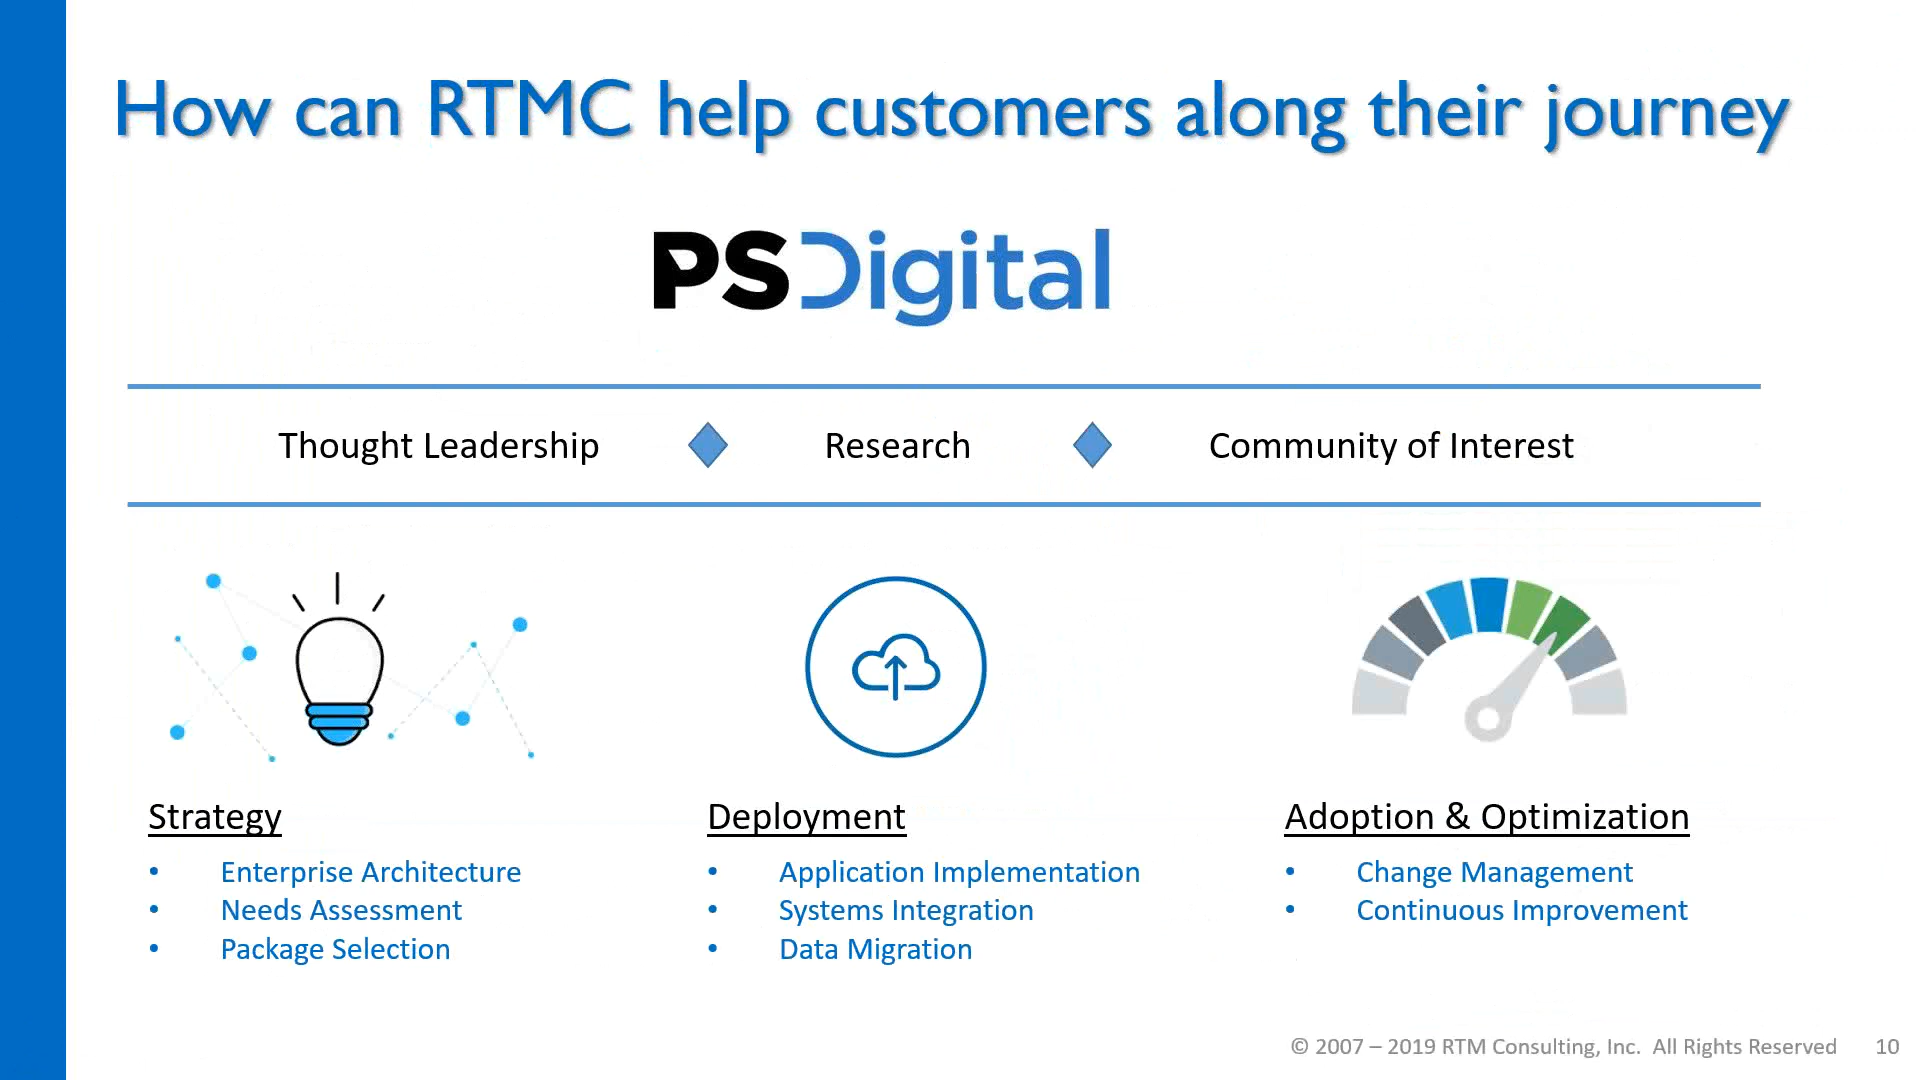 How can RTMC help customers along their journey
PSDigital
Thought Leadership Research Community of Interest
Strategy
• Enterprise Architecture
• Needs Assessment
• Package Selection
Deployment
• Application Implementation
• Systems Integration
• Data Migration
Adoption & Optimization
• Change Management
• Continuous Improvement
© 2007 – 2019 RTM Consulting, Inc. All Rights Reserved 10